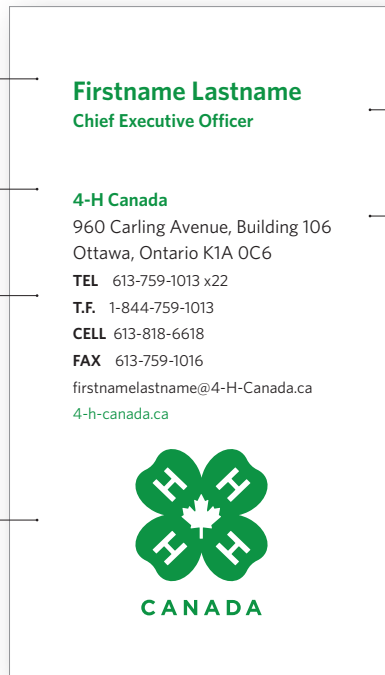 Firstname Lastname
Chief Executive Officer
4-H Canada
960 Carling Avenue, Building 106
Ottawa, Ontario K1A 0C6
TEL 613-759-1013 x22
T.F. 1-844-759-1013
CELL 613-818-6618
FAX 613-759-1016
firstnamelastname@4-H-Canada.ca
4-h-canada.ca
H H
H H
CANADA